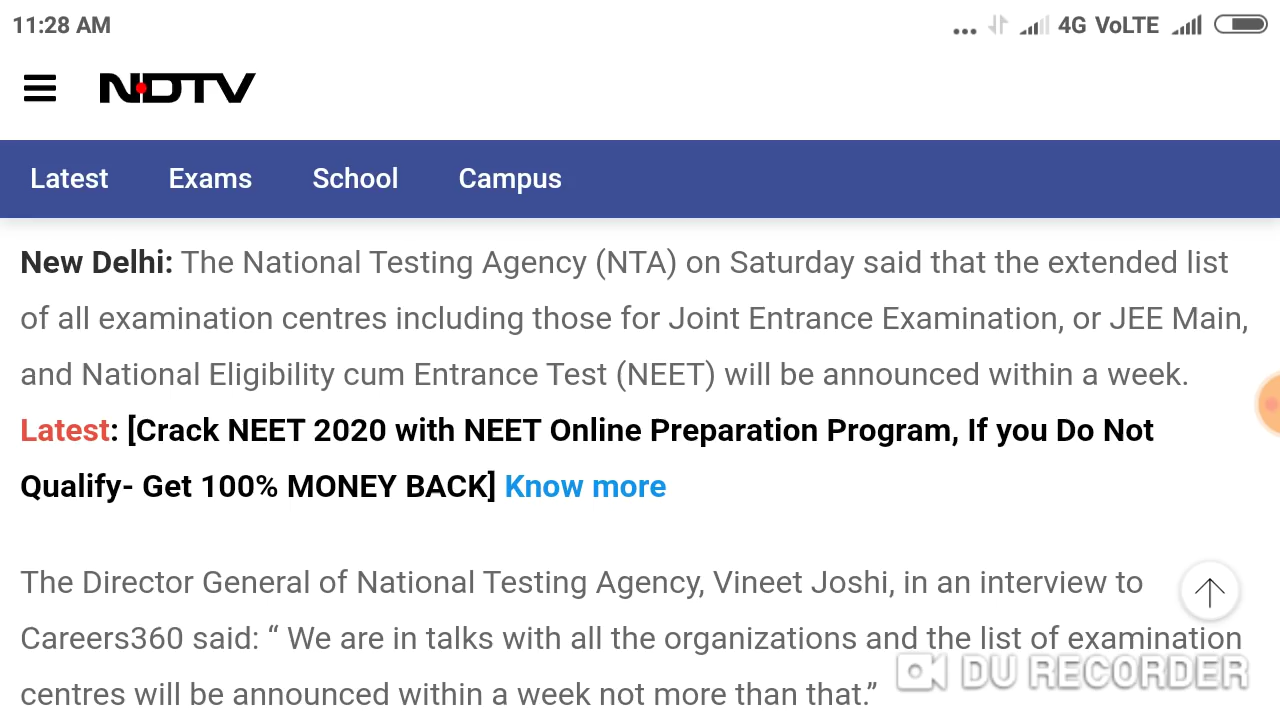 11:28 AM
... 4G VoLTE
NDTV
Latest Exams School Campus
New Delhi: The National Testing Agency (NTA) on Saturday said that the extended list
of all examination centres including those for Joint Entrance Examination, or JEE Main,
and National Eligibility cum Entrance Test (NEET) will be announced within a week.
Latest: [Crack NEET 2020 with NEET Online Preparation Program, If you Do Not
Qualify- Get 100% MONEY BACK] Know more
The Director General of National Testing Agency, Vineet Joshi, in an interview to
Careers360 said: “ We are in talks with all the organizations and the list of examination
centres will be announced within a week not more than that.”
DU RECORDER